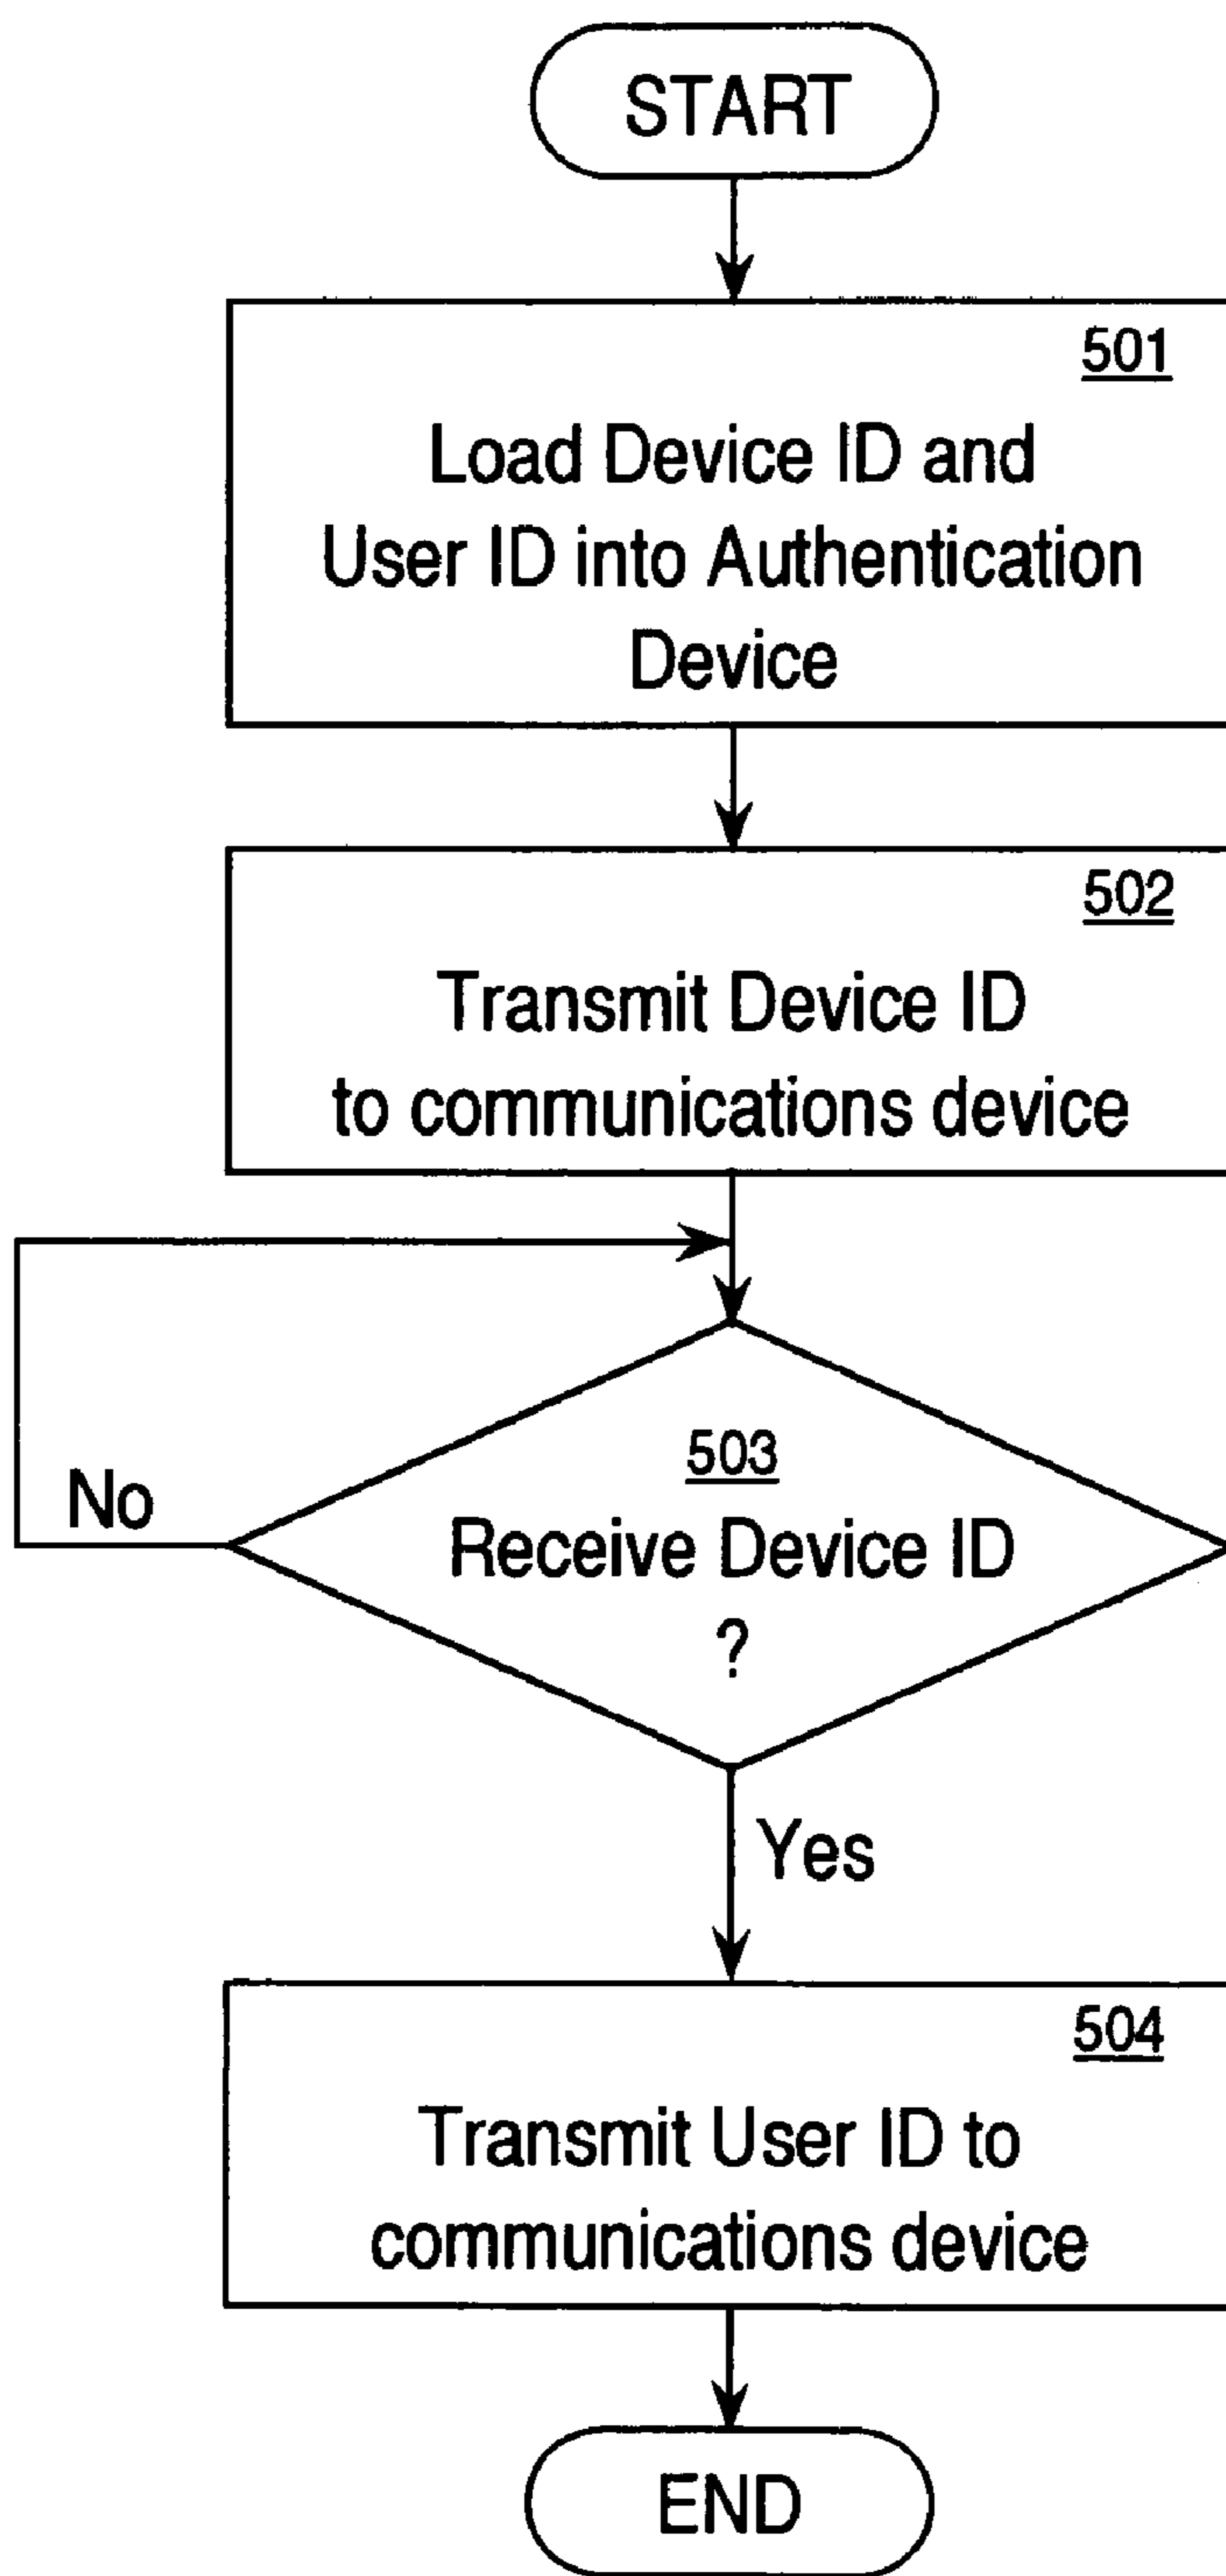 START
501
Load Device ID and
User ID into Authentication
Device
502
Transmit Device ID
to communications device
503
Receive Device ID
?
No
Yes
504
Transmit User ID to
communications device
END